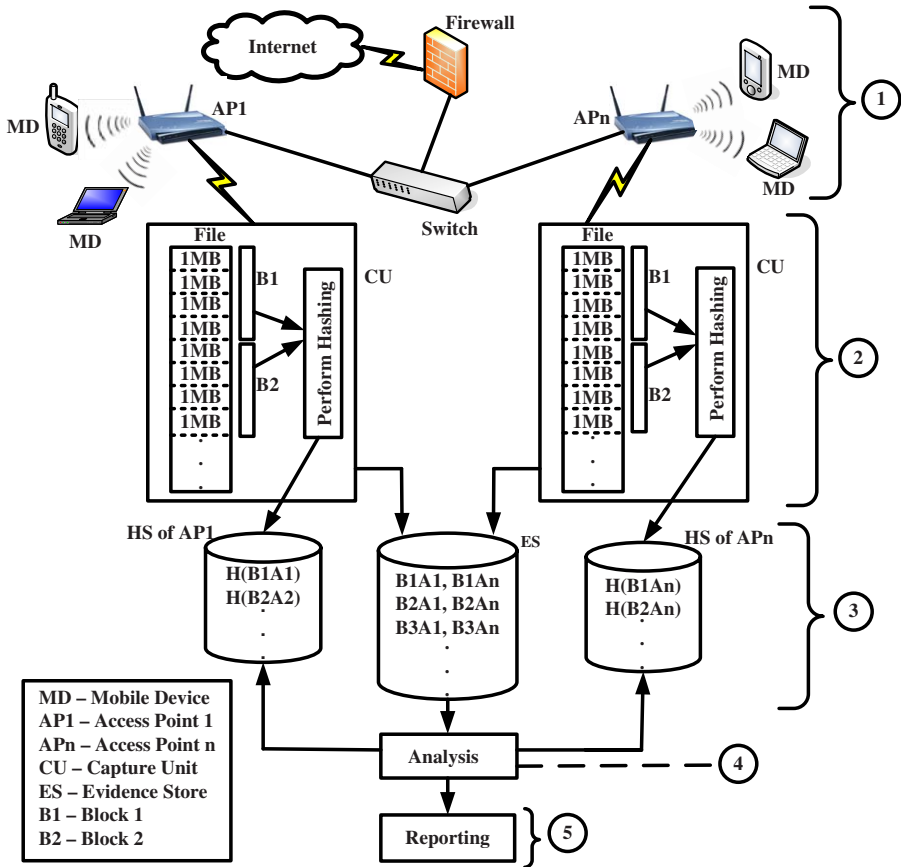 Firewall
Internet
MD
AP1
APn
MD
1
MD
MD
Switch
File
1MB
1MB
1MB
1MB
1MB
1MB
1MB
1MB
.
.
.
B1
B2
Perform Hashing
CU
File
1MB
1MB
1MB
1MB
1MB
1MB
1MB
1MB
.
.
.
B1
B2
Perform Hashing
CU
2
HS of AP1
H(B1A1)
H(B2A2)
.
.
.
ES
B1A1, B1An
B2A1, B2An
B3A1, B3An
. .
. .
. .
HS of APn
H(B1An)
H(B2An)
.
.
.
3
MD – Mobile Device
AP1 – Access Point 1
APn – Access Point n
CU – Capture Unit
ES – Evidence Store
B1 – Block 1
B2 – Block 2
Analysis
4
Reporting
5